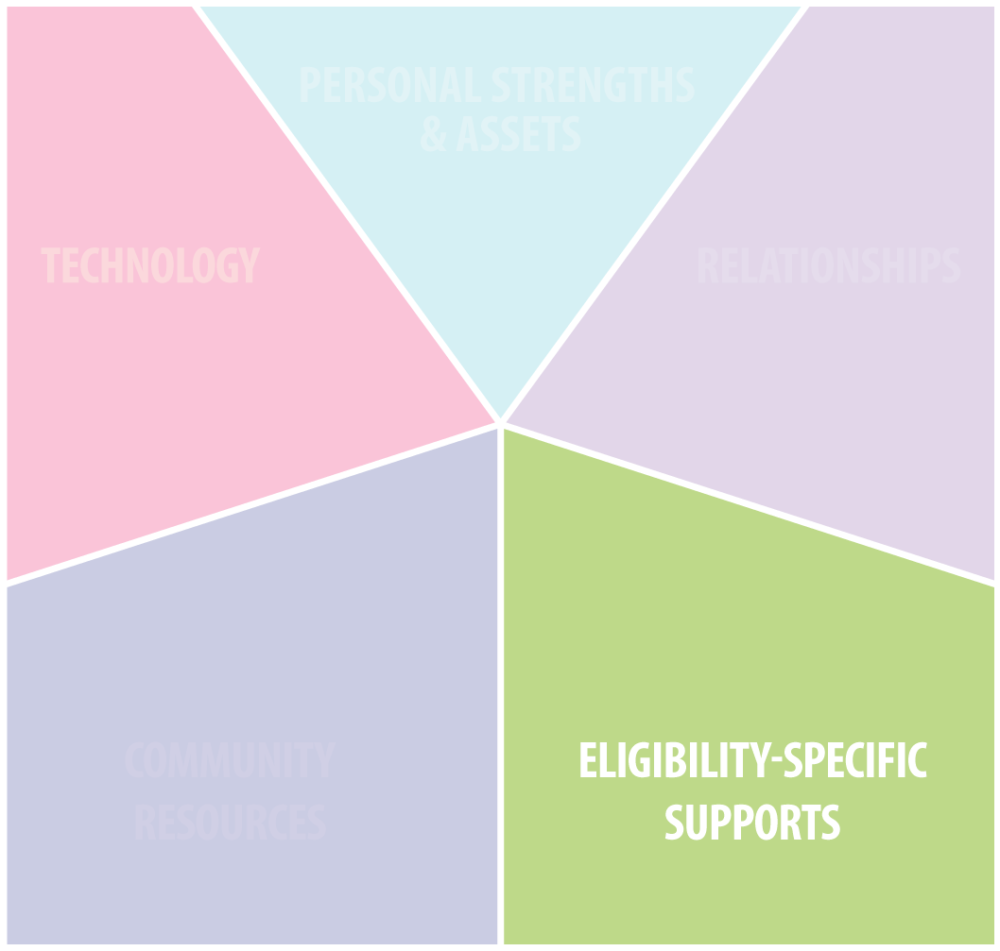 PERSONAL STRENGTHS
& ASSETS
TECHNOLOGY
RELATIONSHIPS
COMMUNITY
RESOURCES
ELIGIBILITY-SPECIFIC
SUPPORTS